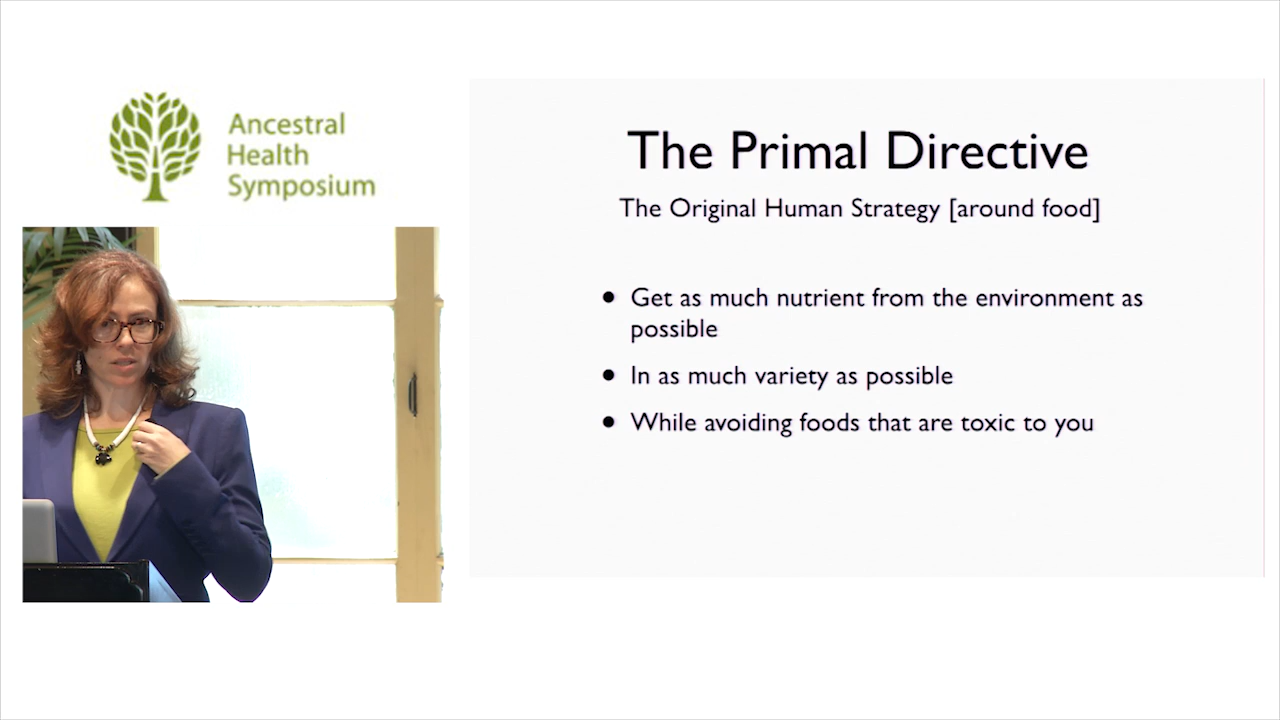 Ancestral
Health
Symposium
The Primal Directive
The Original Human Strategy [around food]
• Get as much nutrient from the environment as
possible
• In as much variety as possible
• While avoiding foods that are toxic to you